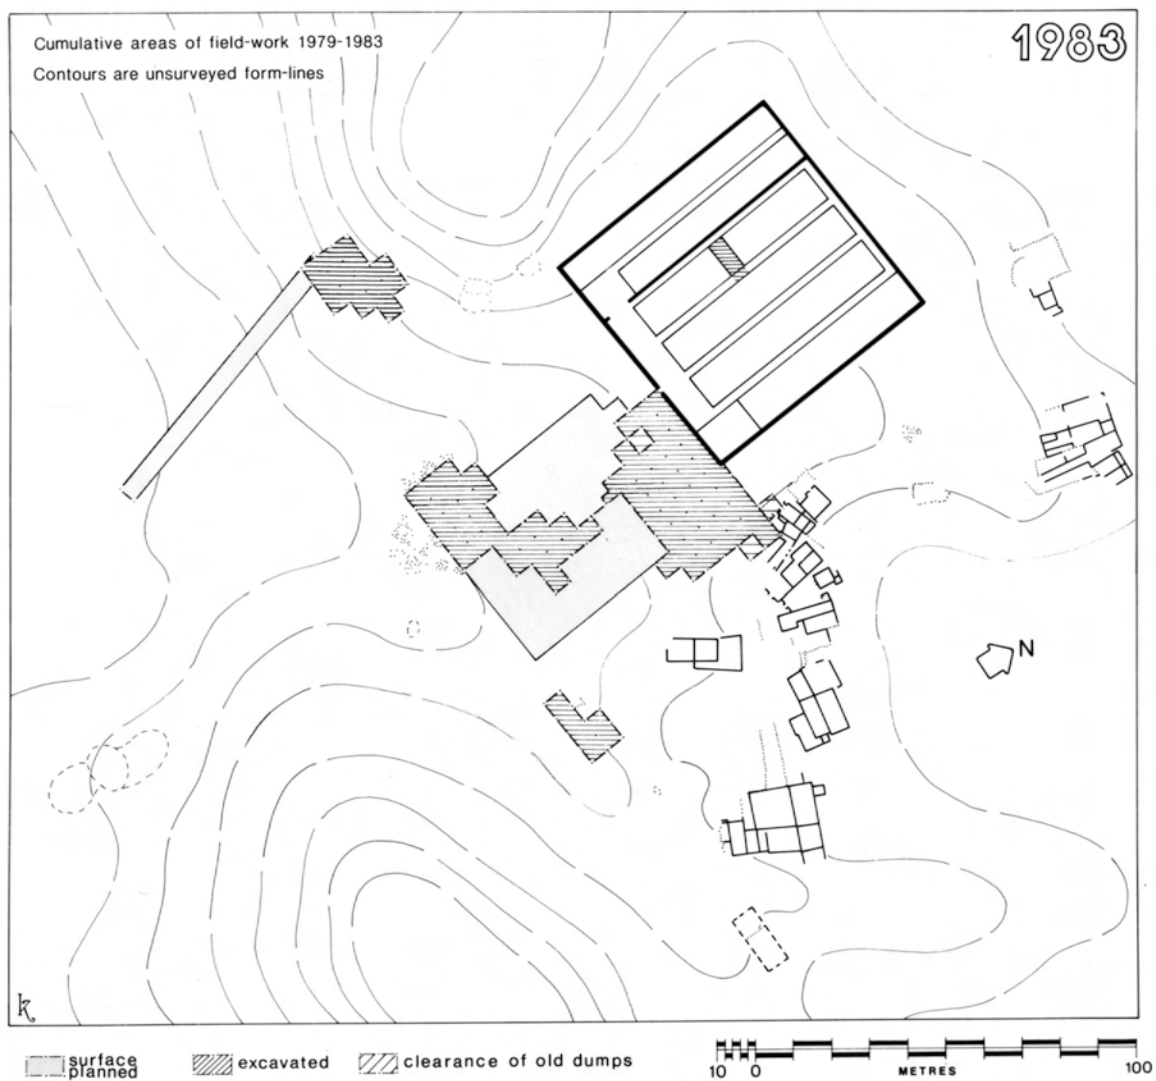 1983
Cumulative areas of field-work 1979-1983
Contours are unsurveyed form-lines
N
k
surface planned
excavated
clearance of old dumps
10 0 METRES 100